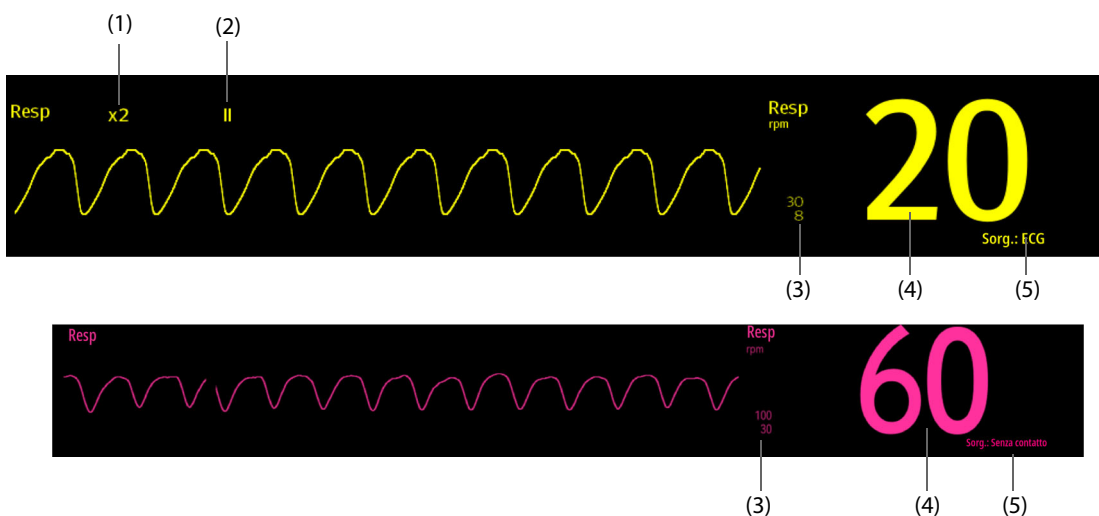 (1) (2)
Resp x2 II
Resp
rpm
20
30
8
Sorg.: ECG
(3) (4) (5)
Resp
Resp
rpm
60
100
30
Sorg.: Senza contatto
(3) (4) (5)